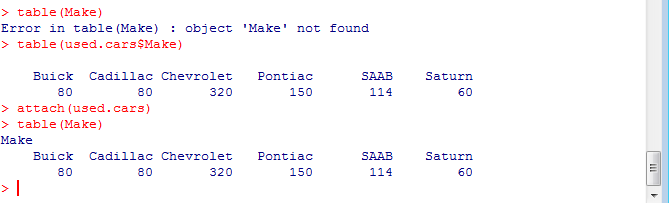 > table(Make)
Error in table(Make) : object 'Make' not found
> table(used.cars$Make)
Buick Cadillac Chevrolet Pontiac SAAB Saturn
80 80 320 150 114 60
> attach(used.cars)
> table(Make)
Make
Buick Cadillac Chevrolet Pontiac SAAB Saturn
80 80 320 150 114 60
>